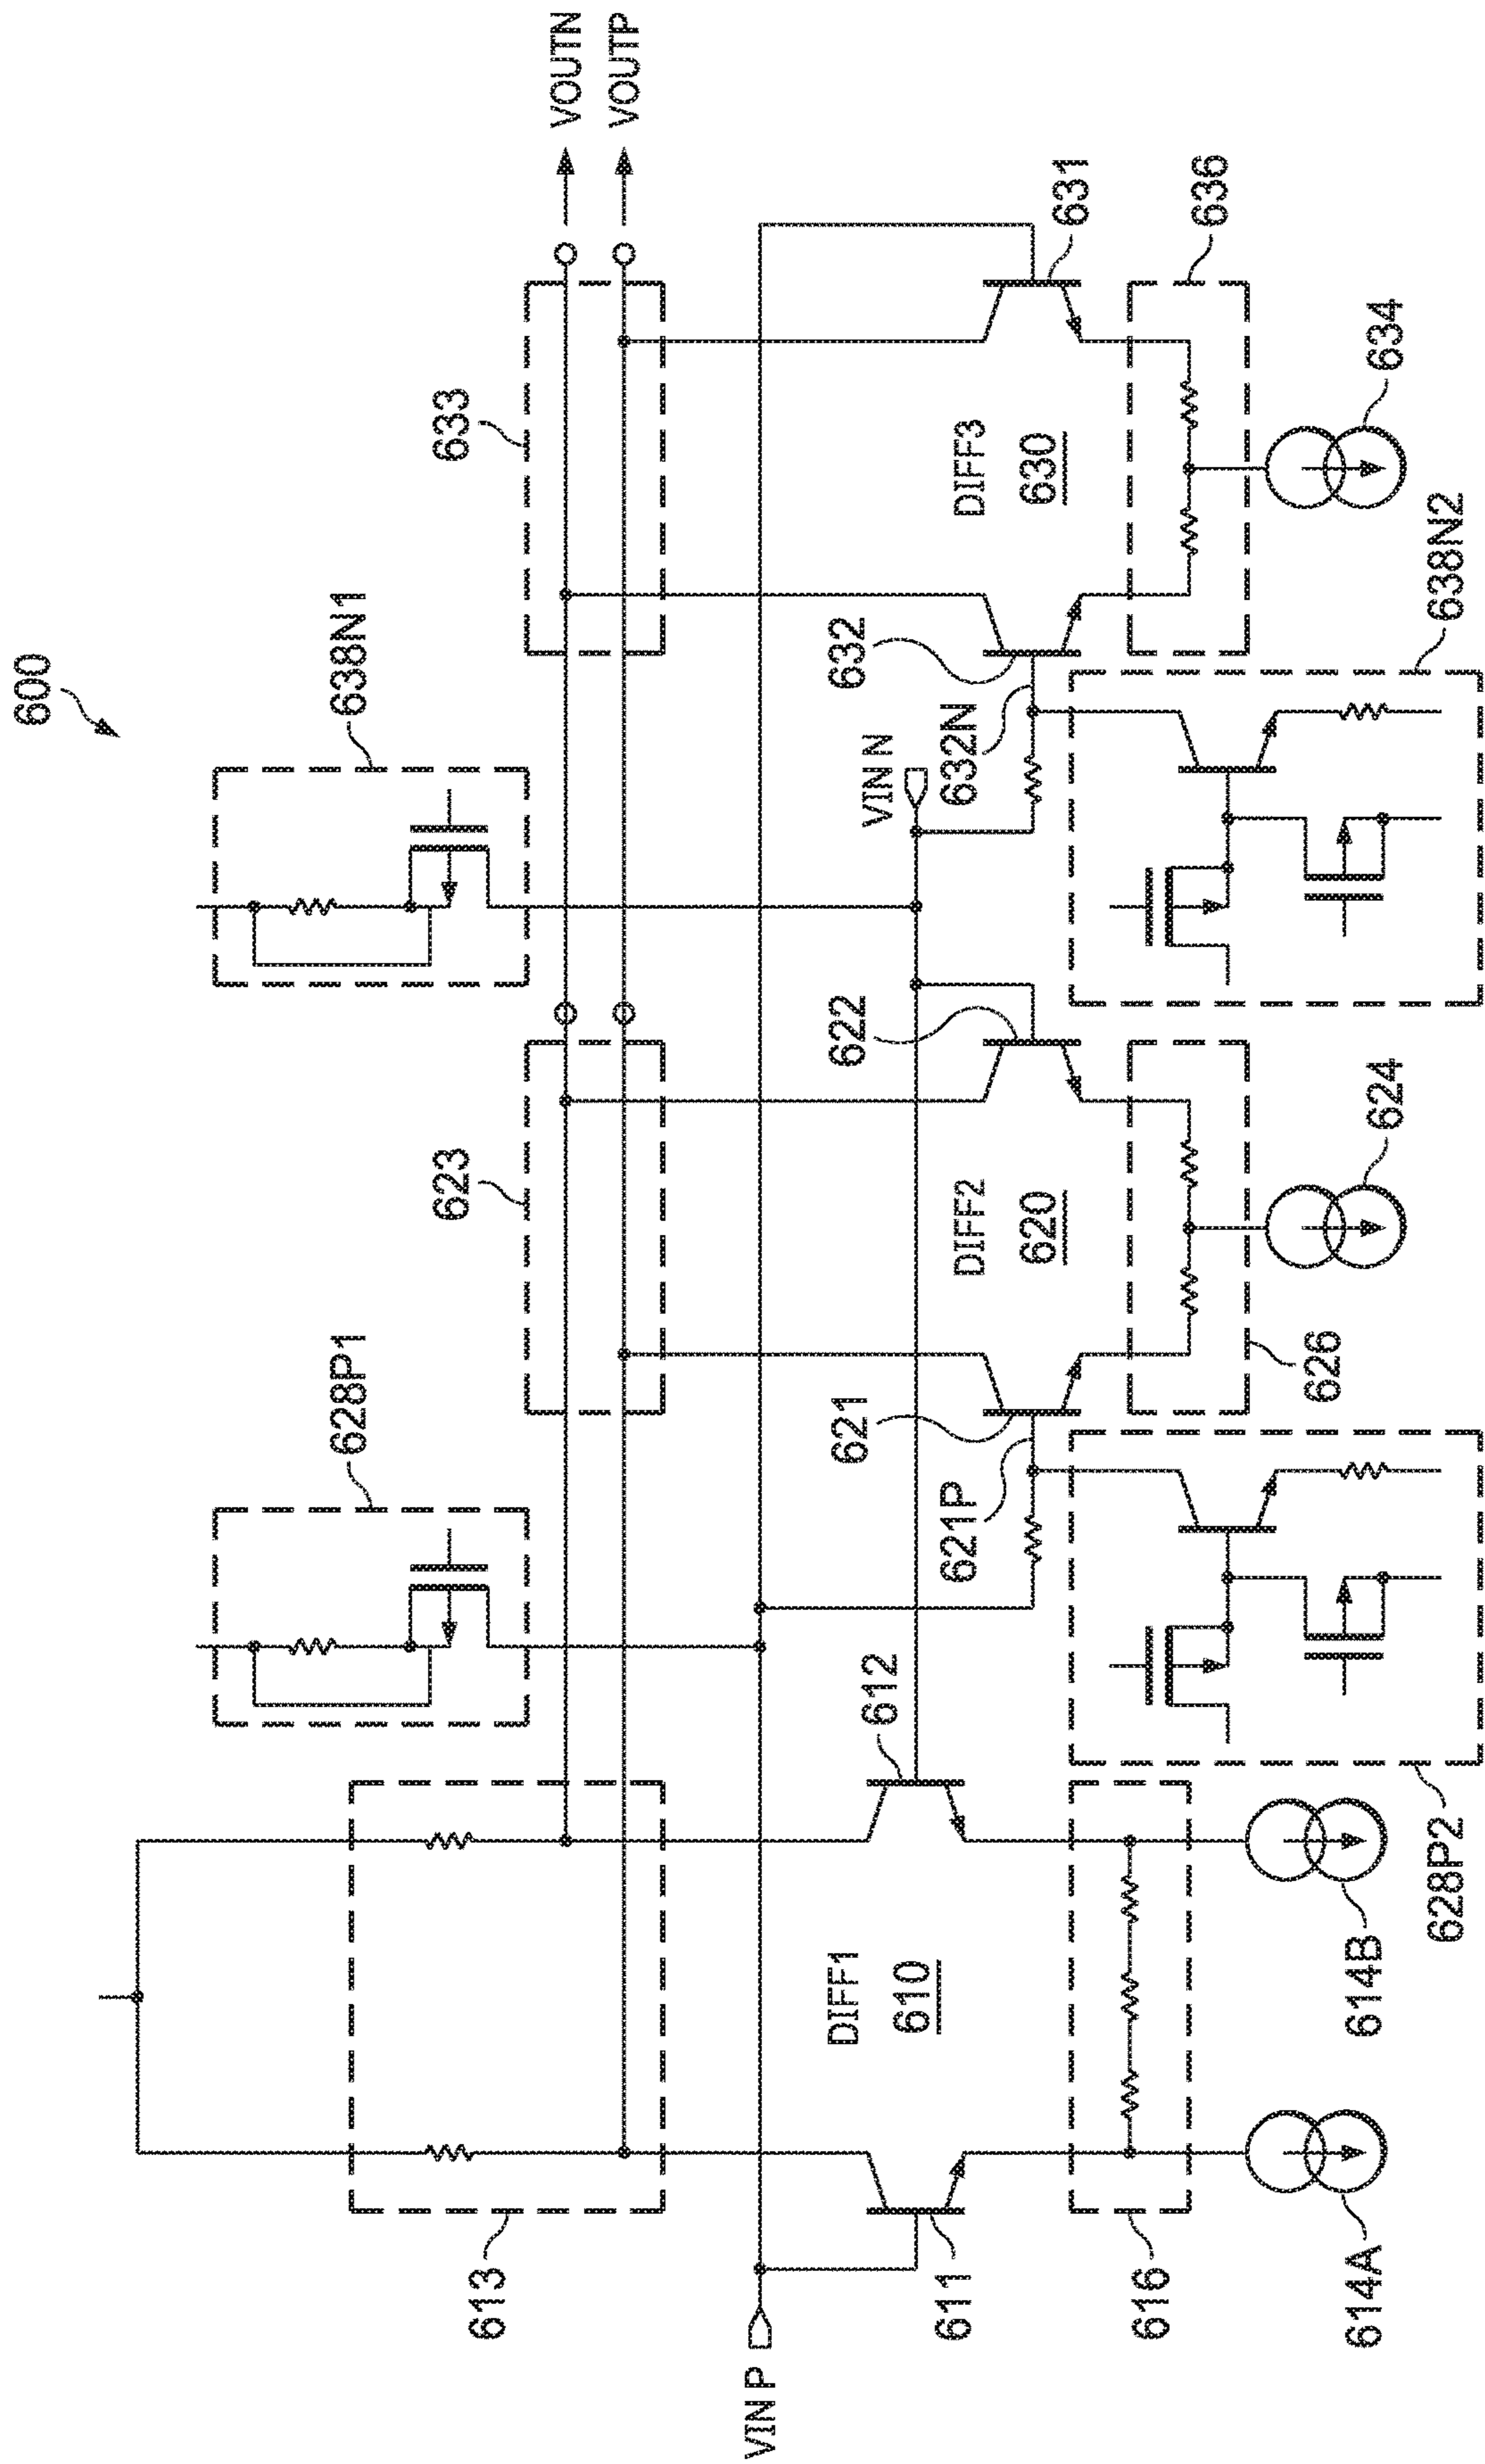 600
638N1
628P1
VOUTN
VOUTP
633
623
613
VIN P
VIN N
632
632N
631
DIFF3
630
622
621
621P
DIFF2
620
612
DIFF1
610
611
636
626
616
634
624
638N2
628P2
614B
614A